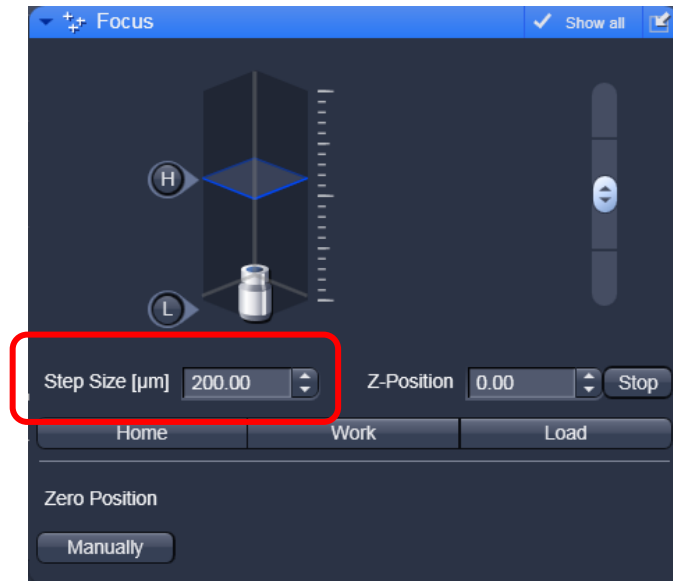 Focus
Show all
H
L
Step Size [µm] 200.00 Z-Position 0.00 Stop
Home Work Load
Zero Position
Manually